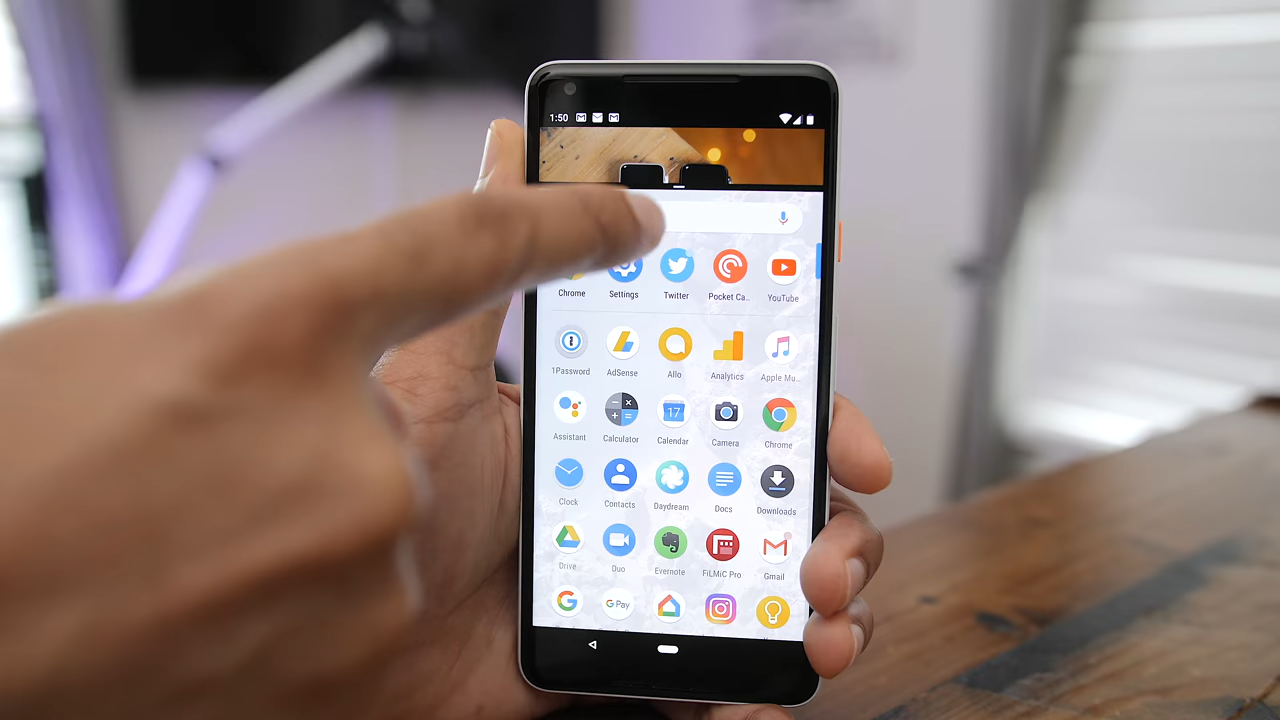 1:50
Chrome Settings Twitter Pocket Ca.. YouTube
1Password AdSense Allo Analytics Apple Mu..
Assistant Calculator Calendar Camera Chrome
17
Clock Contacts Daydream Docs Downloads
Drive Duo Evernote FiLMiC Pro Gmail
G Pay